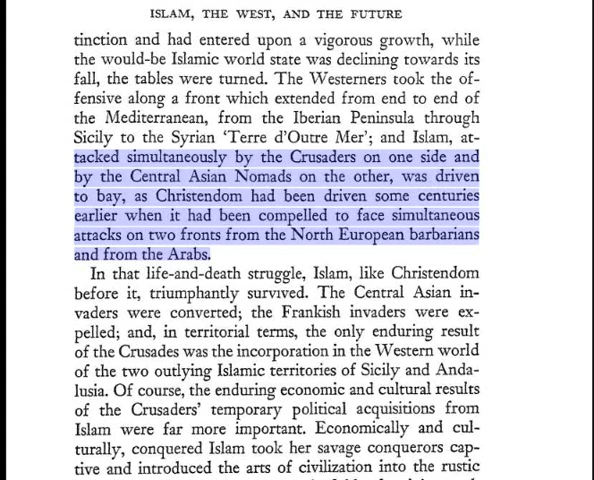 ISLAM, THE WEST, AND THE FUTURE
tinction and had entered upon a vigorous growth, while
the would-be Islamic world state was declining towards its
fall, the tables were turned. The Westerners took the of-
fensive along a front which extended from end to end of
the Mediterranean, from the Iberian Peninsula through
Sicily to the Syrian ‘Terre d’Outre Mer’; and Islam, at-
tacked simultaneously by the Crusaders on one side and
by the Central Asian Nomads on the other, was driven
to bay, as Christendom had been driven some centuries
earlier when it had been compelled to face simultaneous
attacks on two fronts from the North European barbarians
and from the Arabs.
In that life-and-death struggle, Islam, like Christendom
before it, triumphantly survived. The Central Asian in-
vaders were converted; the Frankish invaders were ex-
pelled; and, in territorial terms, the only enduring result
of the Crusades was the incorporation in the Western world
of the two outlying Islamic territories of Sicily and Anda-
lusia. Of course, the enduring economic and cultural results
of the Crusaders’ temporary political acquisitions from
Islam were far more important. Economically and cul-
turally, conquered Islam took her savage conquerors cap-
tive and introduced the arts of civilization into the rustic